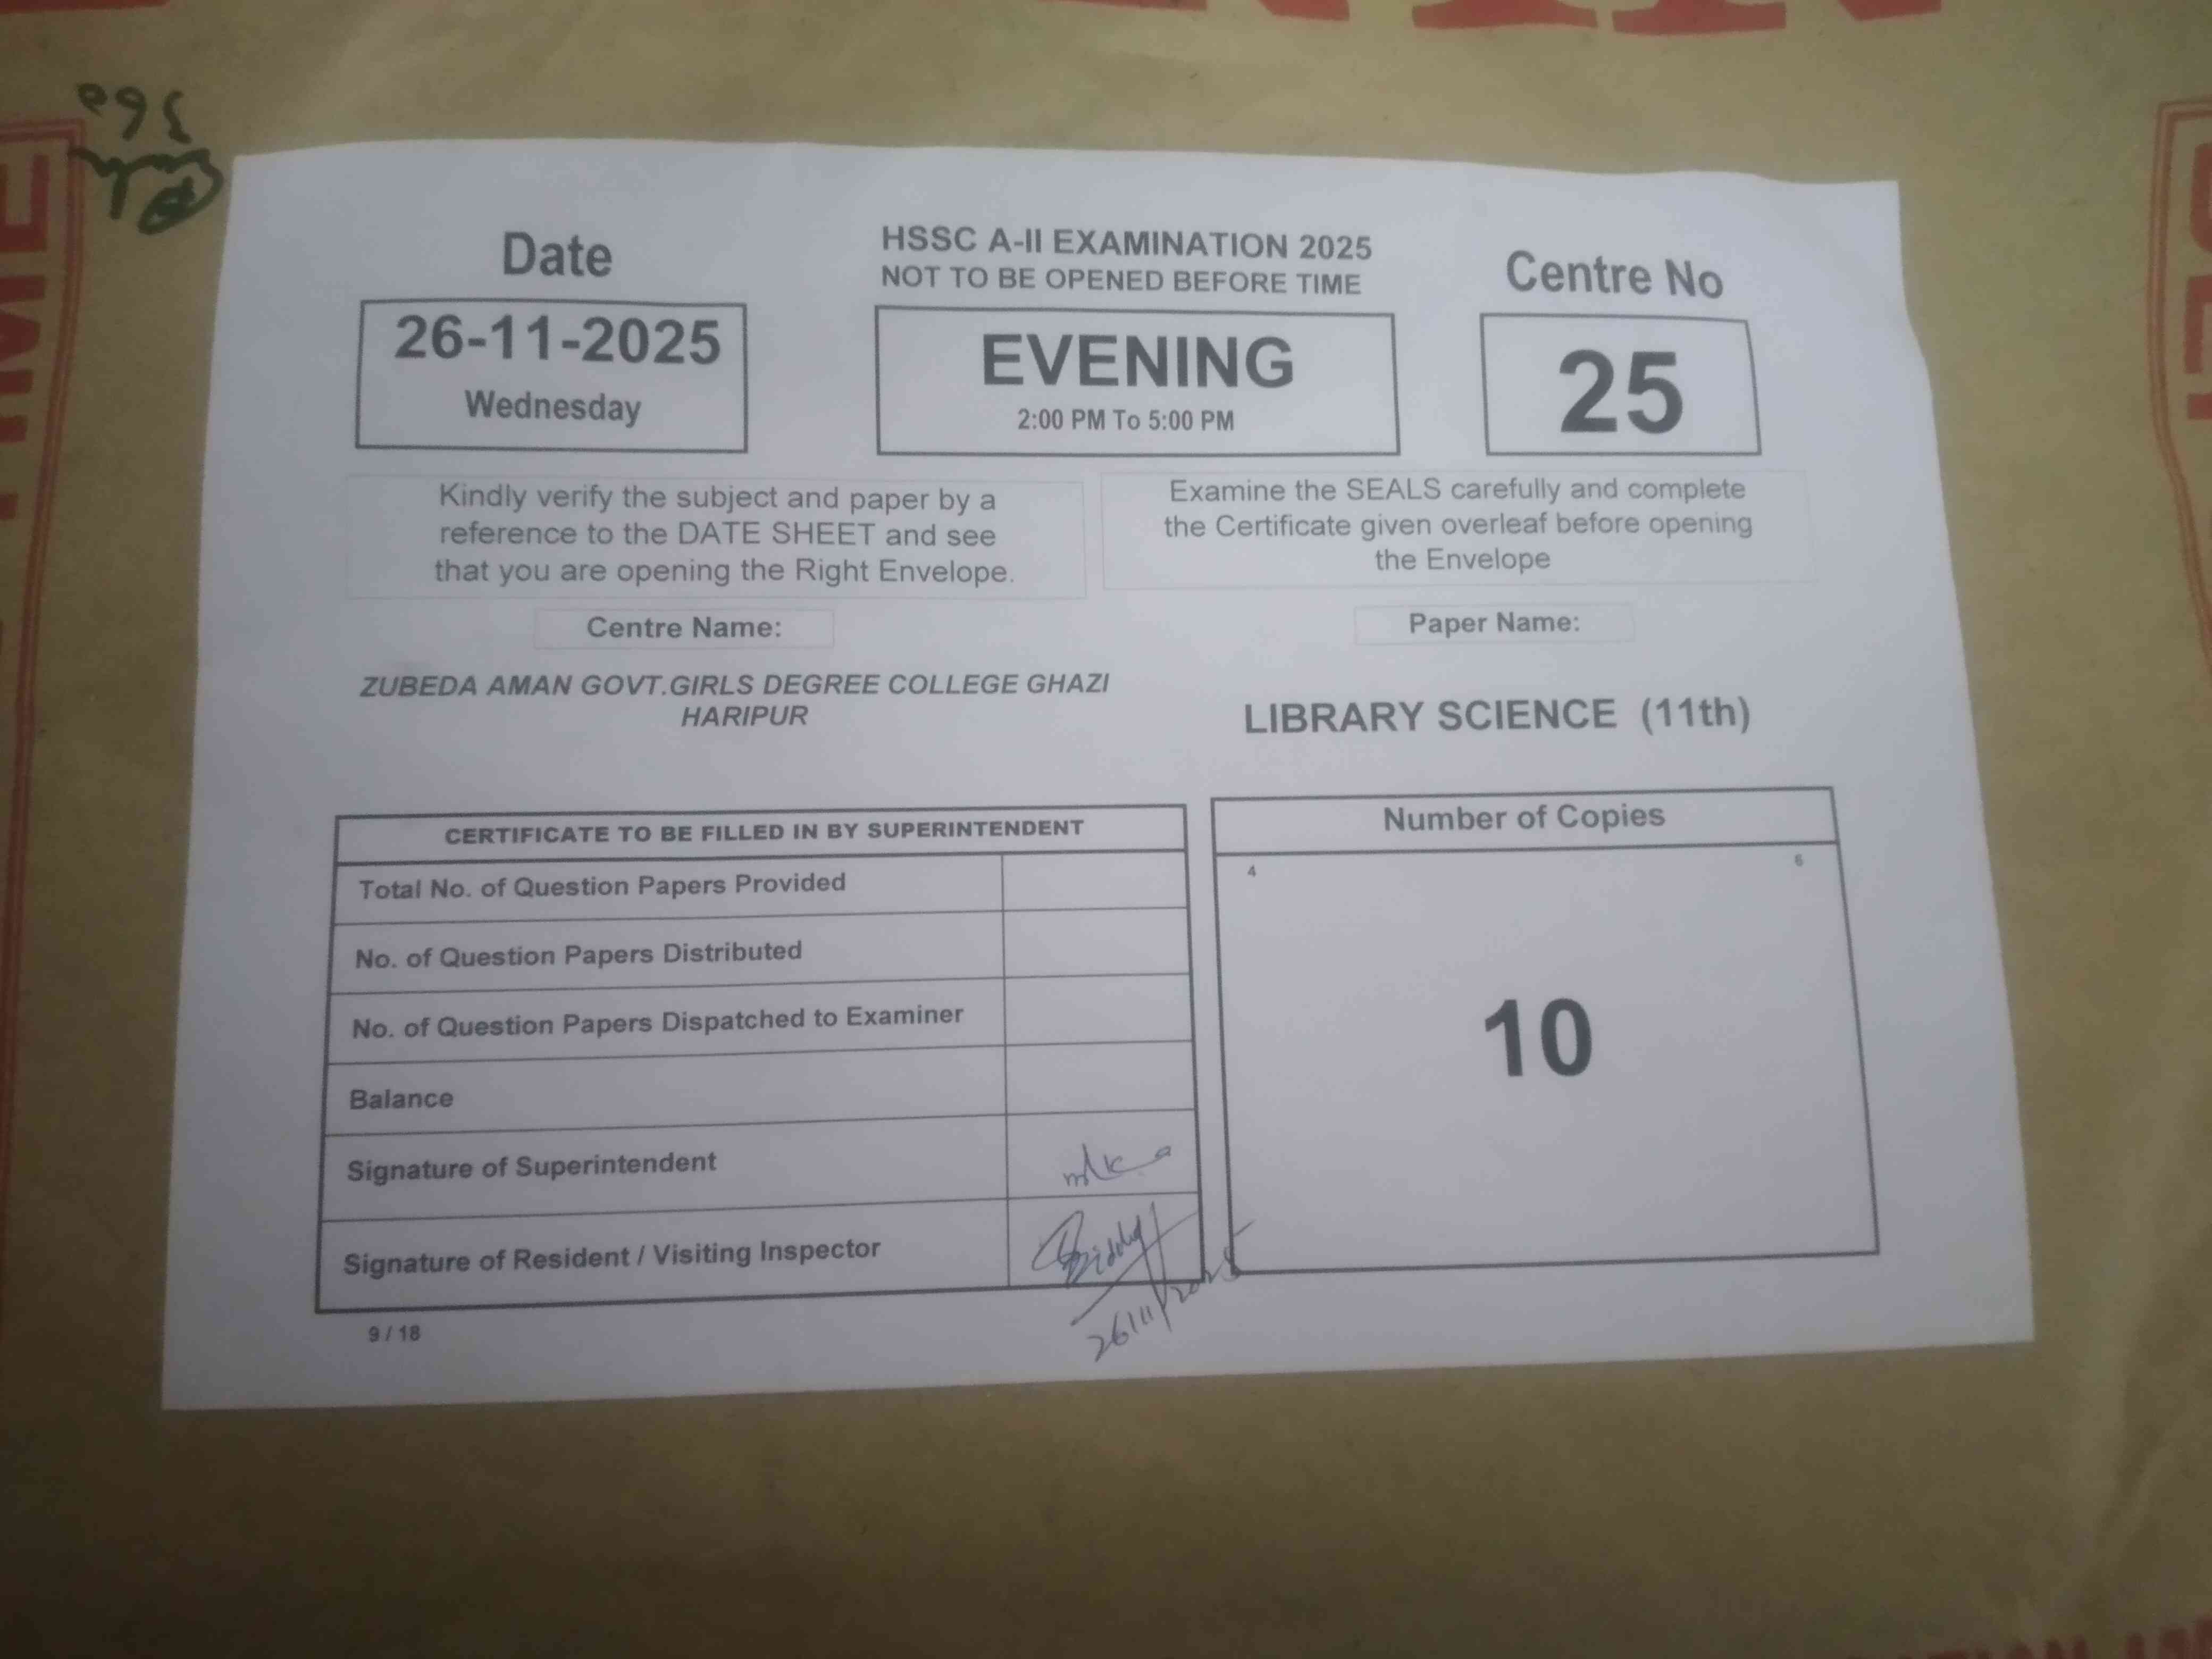 Date
26-11-2025
Wednesday
HSSC A-II EXAMINATION 2025
NOT TO BE OPENED BEFORE TIME
EVENING
2:00 PM To 5:00 PM
Centre No
25
Kindly verify the subject and paper by a
reference to the DATE SHEET and see
that you are opening the Right Envelope.
Examine the SEALS carefully and complete
the Certificate given overleaf before opening
the Envelope
Centre Name:
ZUBEDA AMAN GOVT.GIRLS DEGREE COLLEGE GHAZI
HARIPUR
Paper Name:
LIBRARY SCIENCE (11th)
CERTIFICATE TO BE FILLED IN BY SUPERINTENDENT
Total No. of Question Papers Provided
No. of Question Papers Distributed
No. of Question Papers Dispatched to Examiner
Balance
Signature of Superintendent
Signature of Resident / Visiting Inspector
26/11/2025
9 / 18
Number of Copies
4
6
10